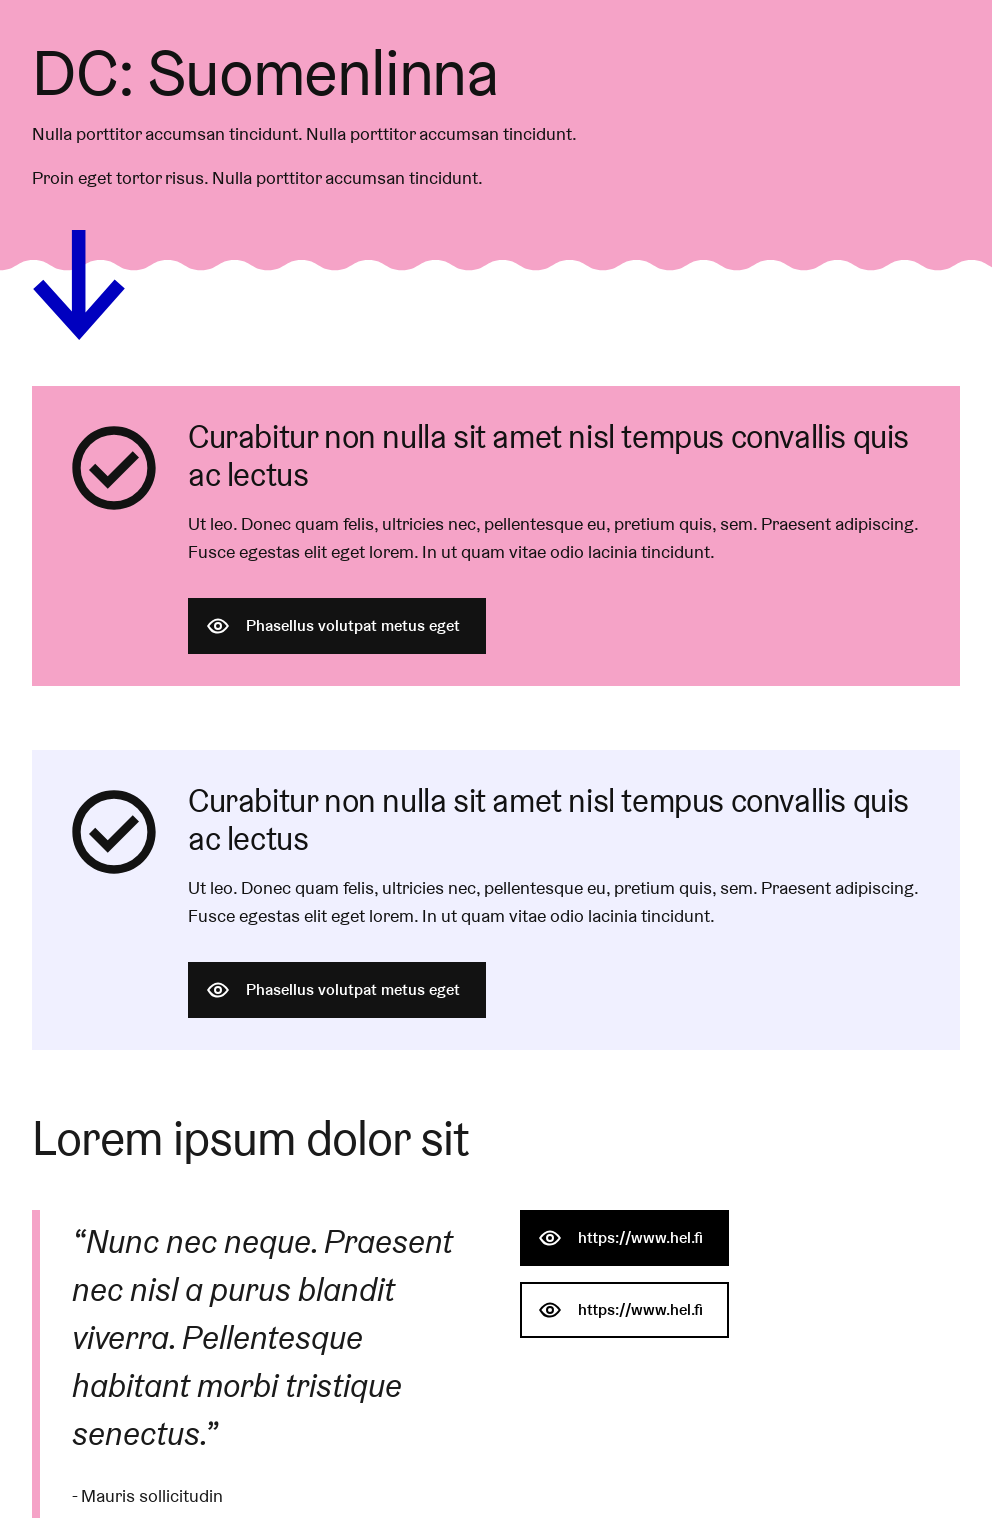 DC: Suomenlinna
Nulla porttitor accumsan tincidunt. Nulla porttitor accumsan tincidunt.
Proin eget tortor risus. Nulla porttitor accumsan tincidunt.
Curabitur non nulla sit amet nisl tempus convallis quis
ac lectus
Ut leo. Donec quam felis, ultricies nec, pellentesque eu, pretium quis, sem. Praesent adipiscing.
Fusce egestas elit eget lorem. In ut quam vitae odio lacinia tincidunt.
Phasellus volutpat metus eget
Curabitur non nulla sit amet nisl tempus convallis quis
ac lectus
Ut leo. Donec quam felis, ultricies nec, pellentesque eu, pretium quis, sem. Praesent adipiscing.
Fusce egestas elit eget lorem. In ut quam vitae odio lacinia tincidunt.
Phasellus volutpat metus eget
Lorem ipsum dolor sit
“Nunc nec neque. Praesent
nec nisl a purus blandit
viverra. Pellentesque
habitant morbi tristique
senectus.”
- Mauris sollicitudin
https://www.hel.fi
https://www.hel.fi